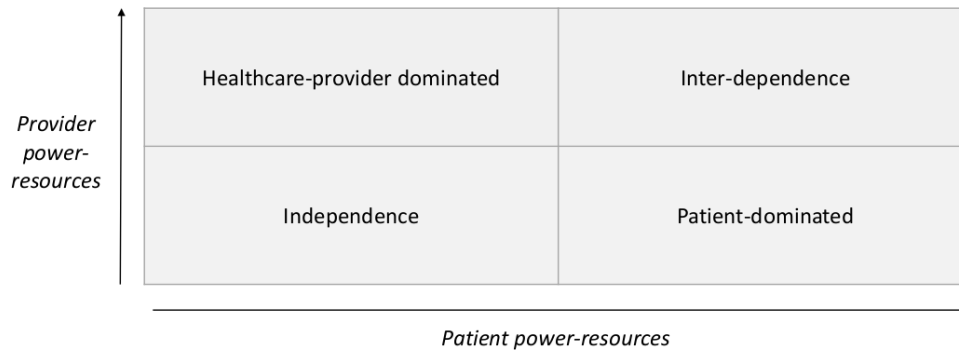 Healthcare-provider dominated
Inter-dependence
Provider
power-
resources
Independence
Patient-dominated
Patient power-resources